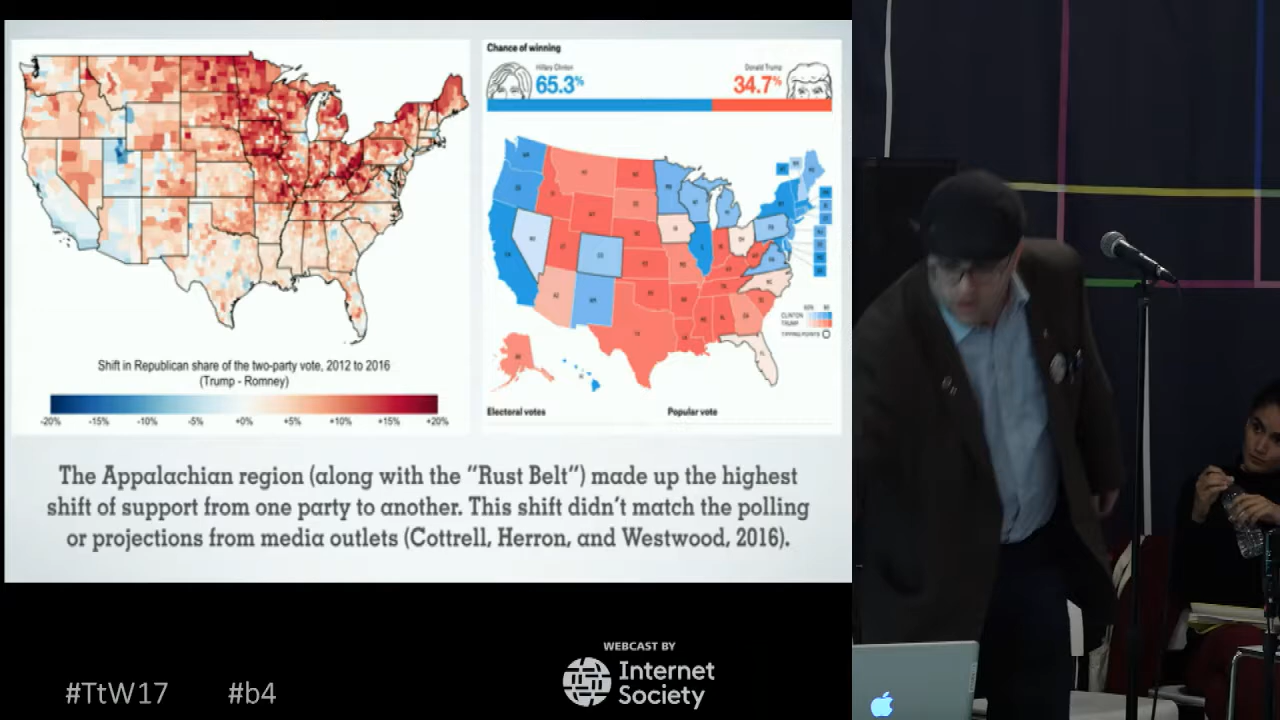 Chance of winning
Hillary Clinton
Donald Trump
65.3%
34.7%
CLINTON
TRUMP
TIPPING POINTS
Electoral votes
Popular vote
Shift in Republican share of the two-party vote, 2012 to 2016
(Trump - Romney)
-20% -15% -10% -5% +0% +5% +10% +15% +20%
The Appalachian region (along with the “Rust Belt”) made up the highest
shift of support from one party to another. This shift didn’t match the polling
or projections from media outlets (Cottrell, Herron, and Westwood, 2016).
WEBCAST BY
Internet
Society
#TtW17 #b4